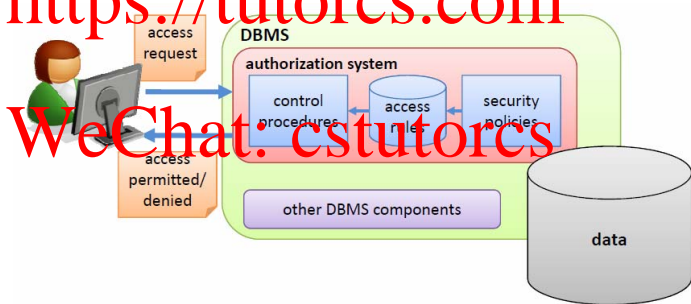 https://tutorcs.com
access
request
DBMS
authorization system
control
procedures
access
rules
security
policies
WeChat: cstutorcs
access
permitted/
denied
other DBMS components
data